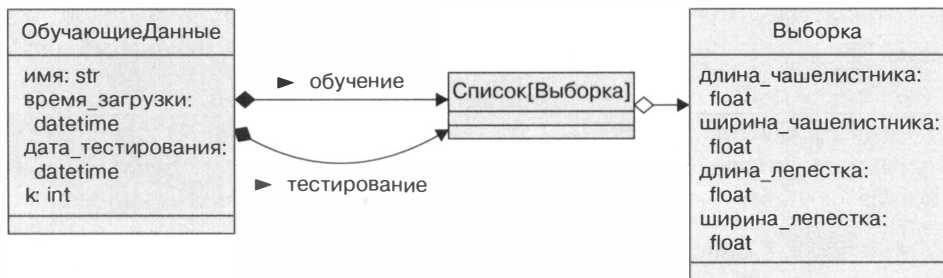 ОбучающиеДанные
имя: str
время_загрузки:
datetime
дата_тестирования:
datetime
k: int
► обучение
► тестирование
Список[Выборка]
Выборка
длина_чашелистника:
float
ширина_чашелистника:
float
длина_лепестка:
float
ширина_лепестка:
float